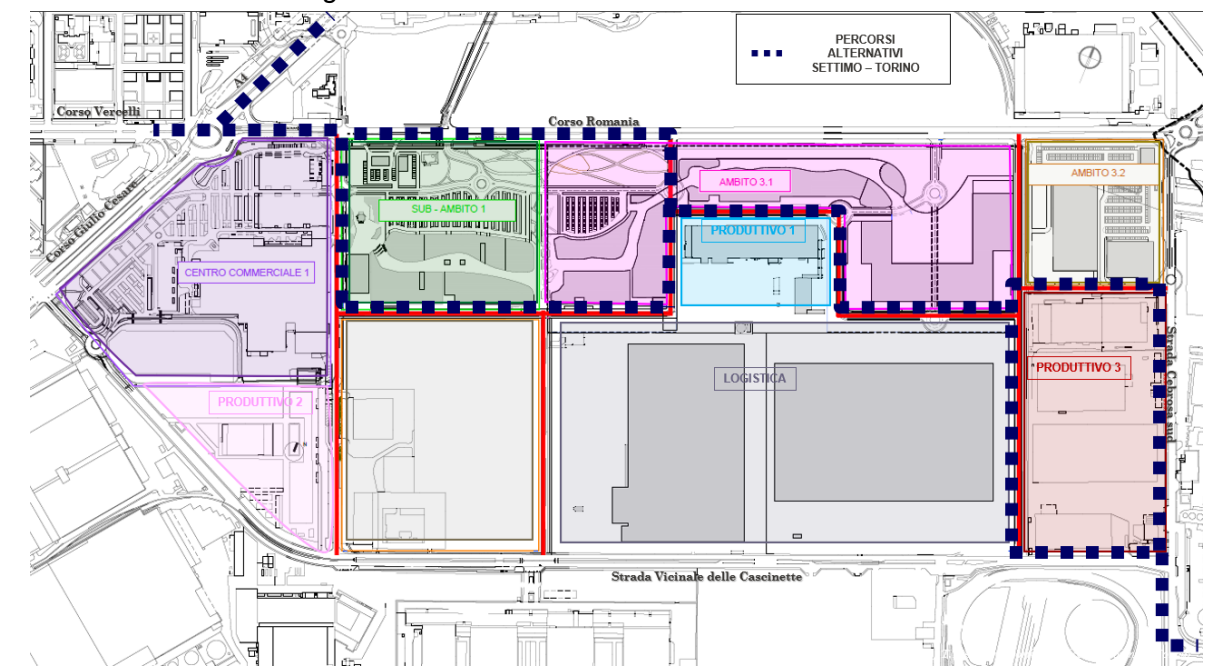 PERCORSI
ALTERNATIVI
SETTIMO – TORINO
A4
Corso Vercelli
Corso Romania
AMBITO 3.2
AMBITO 3.1
Corso Giulio Cesare
SUB - AMBITO 1
PRODUTTIVO 1
CENTRO COMMERCIALE 1
LOGISTICA
PRODUTTIVO 3
Strada Cebrosa sud
PRODUTTIVO 2
Strada Vicinale delle Cascinette